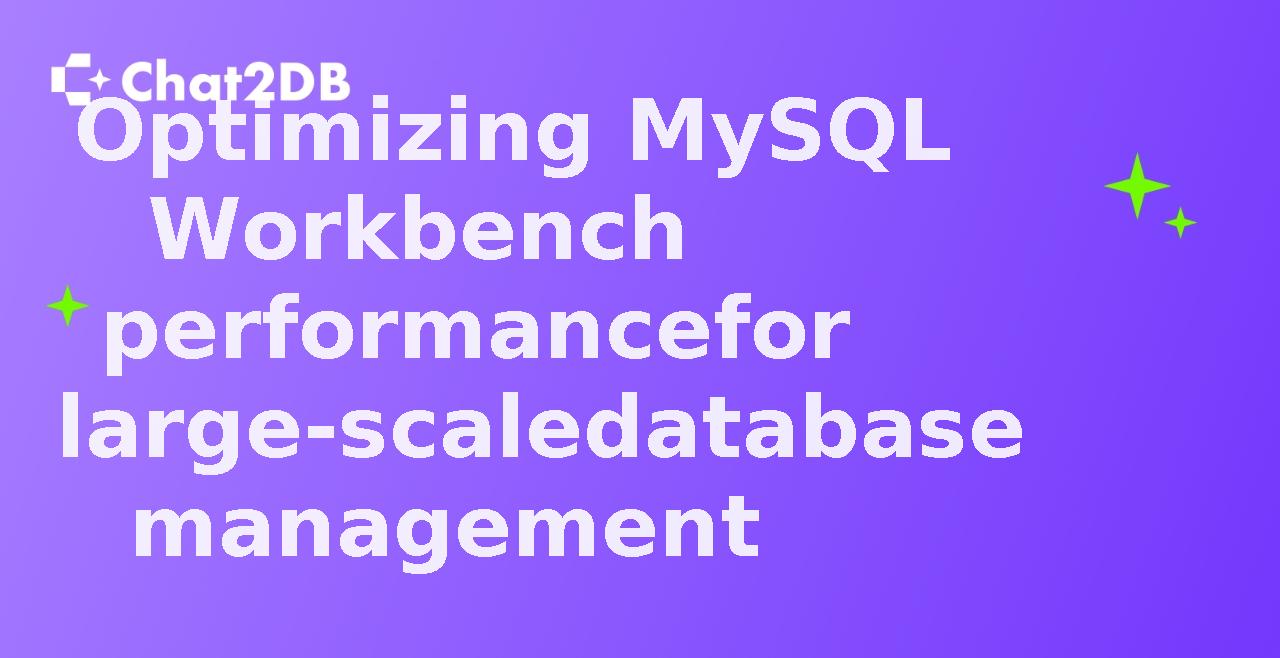 Chat2DB
Optimizing MySQL
Workbench
performancefor
large-scaledatabase
management